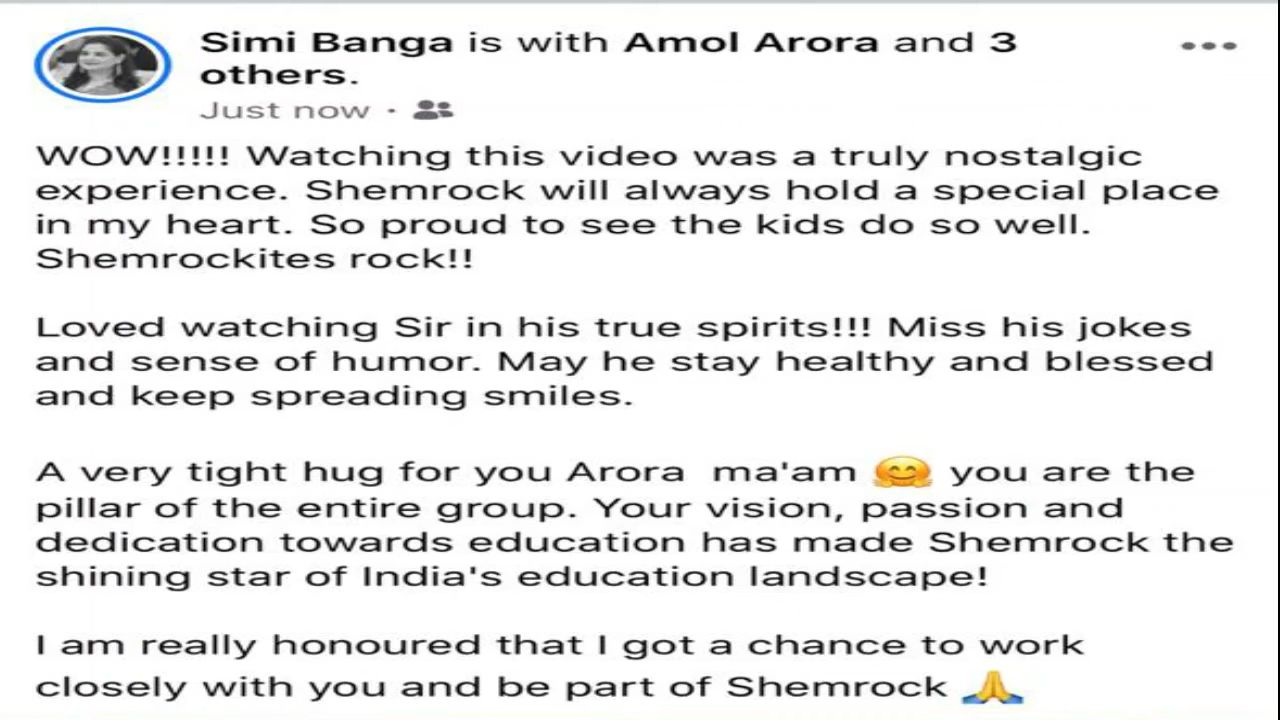 Simi Banga is with Amol Arora and 3
others.
Just now ·
WOW!!!!! Watching this video was a truly nostalgic
experience. Shemrock will always hold a special place
in my heart. So proud to see the kids do so well.
Shemrockites rock!!
Loved watching Sir in his true spirits!!! Miss his jokes
and sense of humor. May he stay healthy and blessed
and keep spreading smiles.
A very tight hug for you Arora  ma'am 🤗 you are the
pillar of the entire group. Your vision, passion and
dedication towards education has made Shemrock the
shining star of India's education landscape!
I am really honoured that I got a chance to work
closely with you and be part of Shemrock 🙏